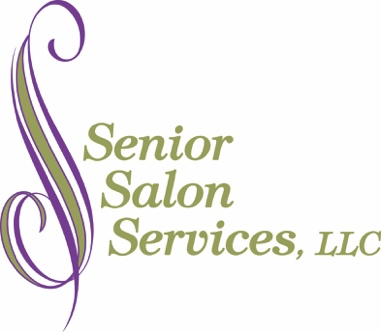 Senior
Salon
Services, LLC